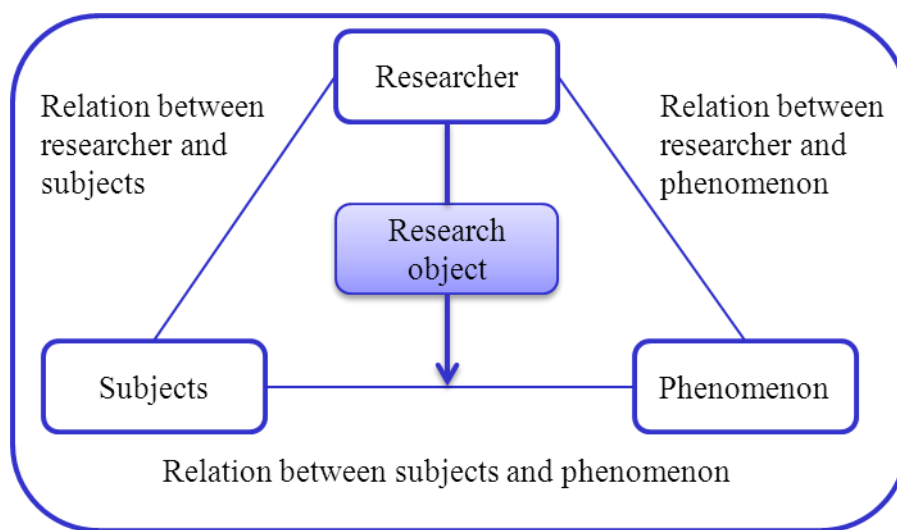 Researcher
Relation between
researcher and
subjects
Relation between
researcher and
phenomenon
Research
object
Subjects
Phenomenon
Relation between subjects and phenomenon